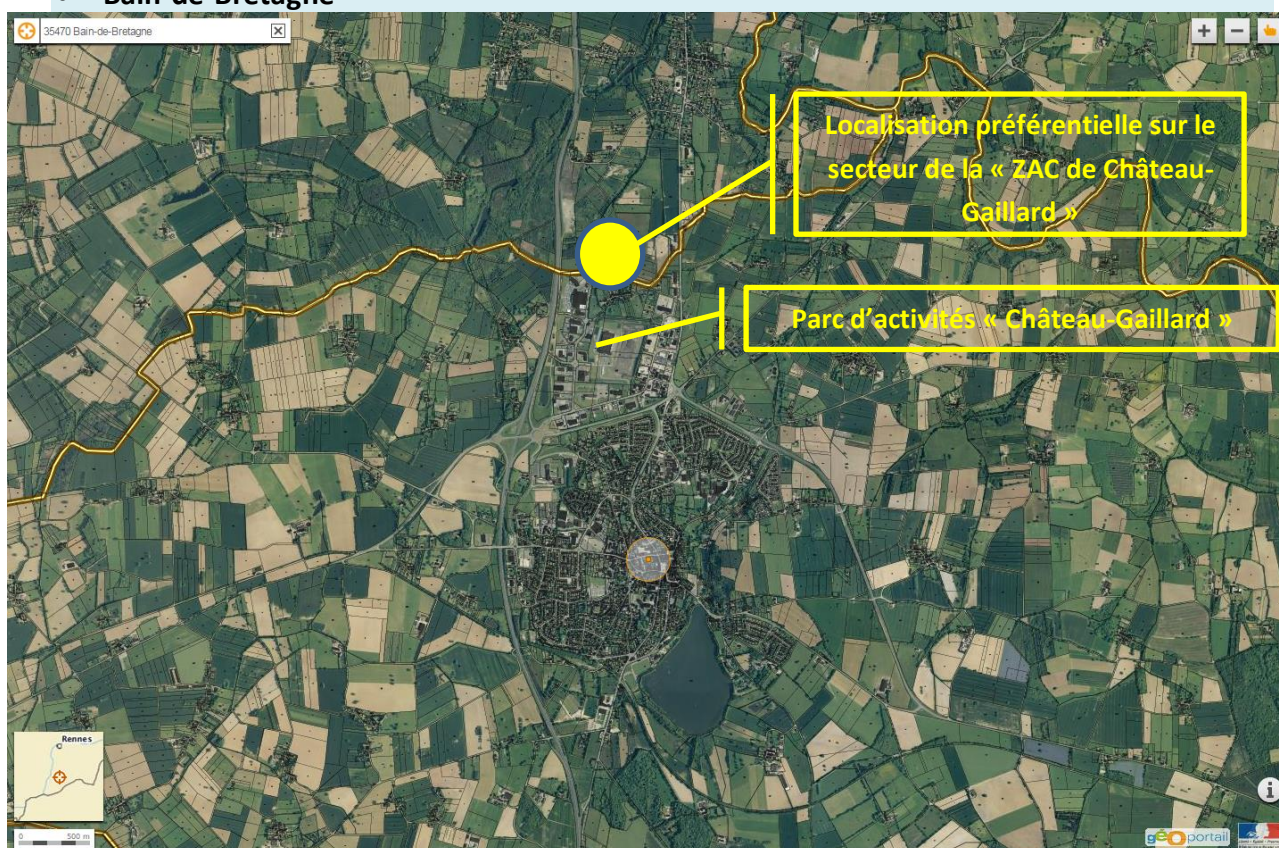 Bain-de-Bretagne
35470 Bain-de-Bretagne
Localisation préférentielle sur le
secteur de la « ZAC de Château-
Gaillard »
Parc d'activités « Château-Gaillard »
Rennes
0 500 m
géoportail